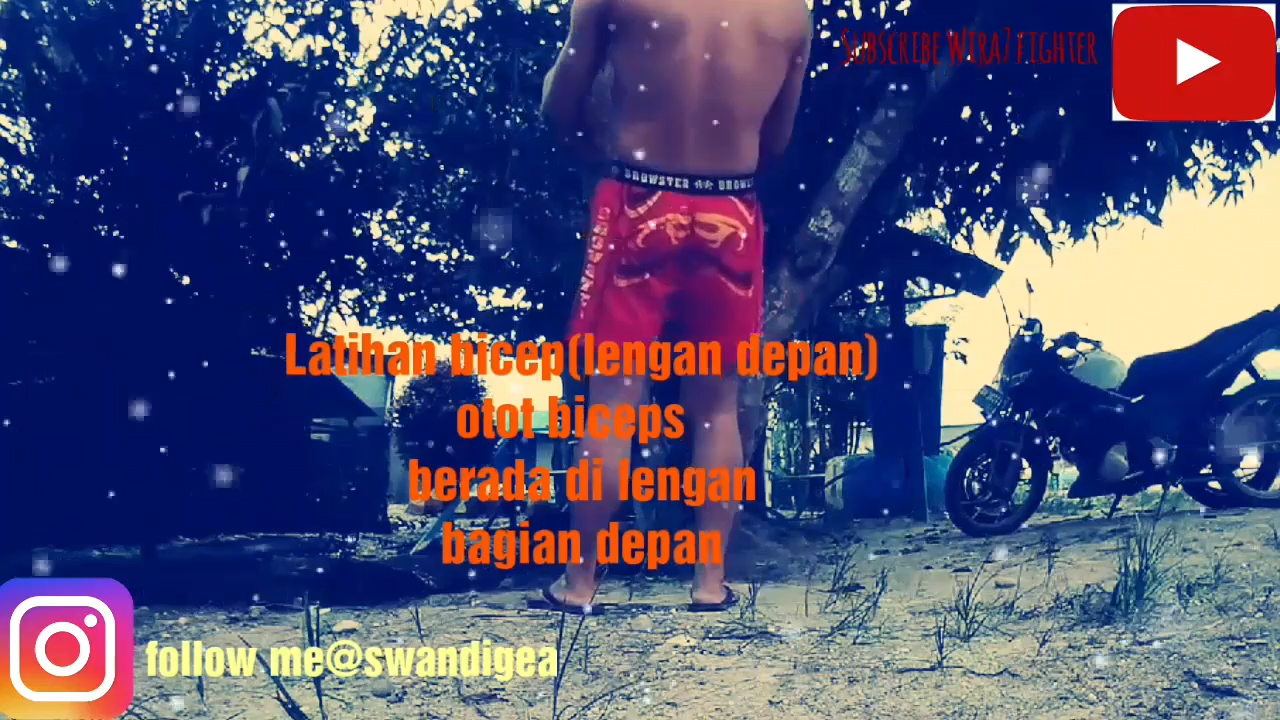 Subscribe Wira7 fighter
BROWSTER
Latihan bicep(lengan depan)
otot biceps
berada di lengan
bagian depan
follow me@swandigea